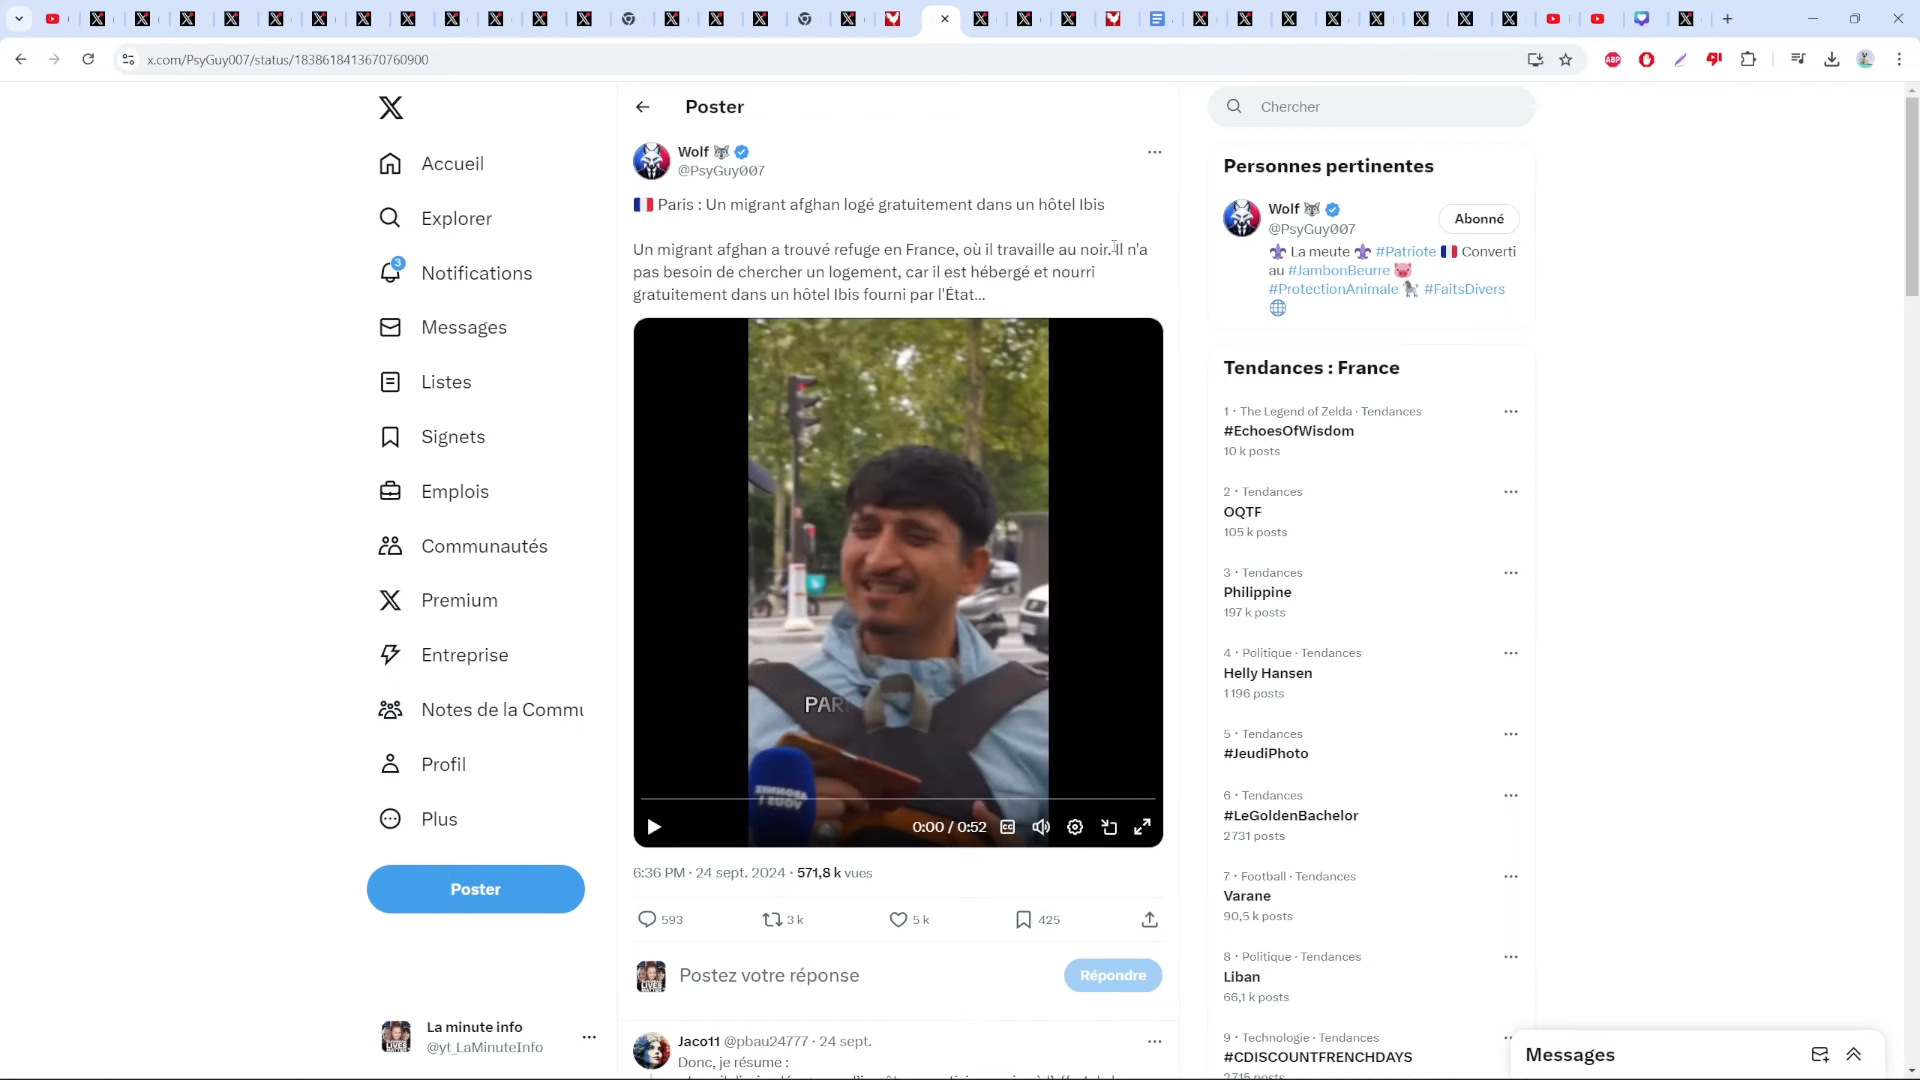 x.com/PsyGuy007/status/1838618413670760900
ABP
Accueil
Explorer
3
Notifications
Messages
Listes
Signets
Emplois
Communautés
Premium
Entreprise
Notes de la Commu
Profil
Plus
Poster
La minute info
@yt_LaMinuteInfo
Poster
Wolf
@PsyGuy007
Paris : Un migrant afghan logé gratuitement dans un hôtel Ibis
Un migrant afghan a trouvé refuge en France, où il travaille au noir. Il n'a
pas besoin de chercher un logement, car il est hébergé et nourri
gratuitement dans un hôtel Ibis fourni par l'État...
PAR
0:00 / 0:52
CC
6:36 PM · 24 sept. 2024 · 571,8 k vues
593
3 k
5 k
425
Postez votre réponse
Répondre
Jaco11 @pbau24777 · 24 sept.
Donc, je résume :
Chercher
Personnes pertinentes
Wolf
@PsyGuy007
Abonné
La meute #Patriote Converti
au #JambonBeurre
#ProtectionAnimale #FaitsDivers
Tendances : France
1 · The Legend of Zelda · Tendances
#EchoesOfWisdom
10 k posts
2 · Tendances
OQTF
105 k posts
3 · Tendances
Philippine
197 k posts
4 · Politique · Tendances
Helly Hansen
1 196 posts
5 · Tendances
#JeudiPhoto
6 · Tendances
#LeGoldenBachelor
2 731 posts
7 · Football · Tendances
Varane
90,5 k posts
8 · Politique · Tendances
Liban
66,1 k posts
9 · Technologie · Tendances
#CDISCOUNTFRENCHDAYS
2 715 posts
Messages